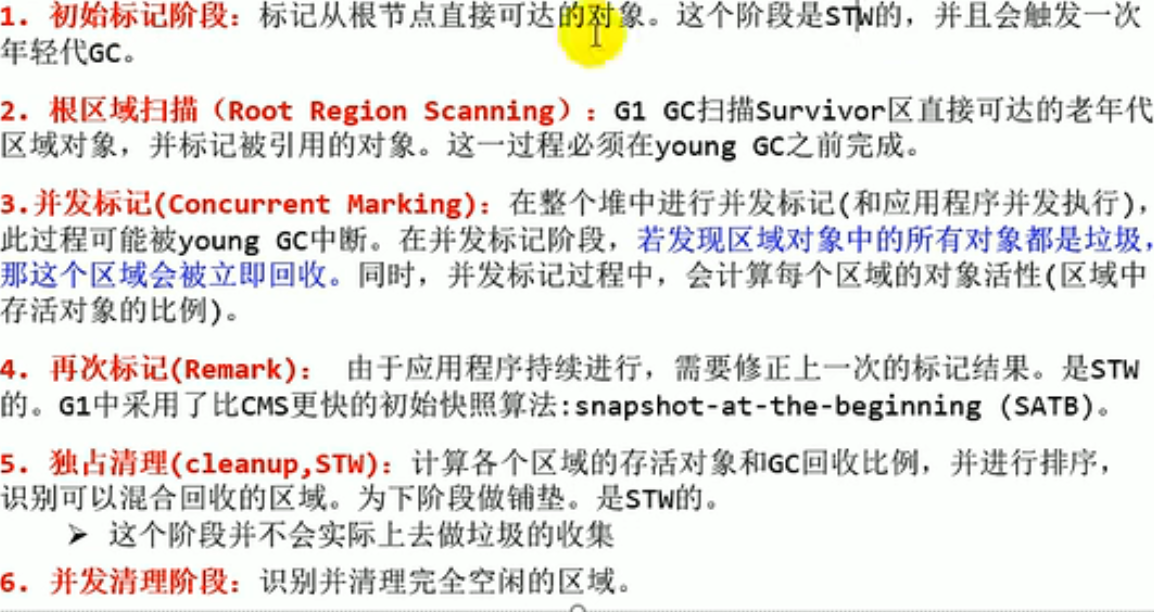 1. 初始标记阶段：标记从根节点直接可达的对象。这个阶段是STW的，并且会触发一次
年轻代GC。
2. 根区域扫描（Root Region Scanning）：G1 GC扫描Survivor区直接可达的老年代
区域对象，并标记被引用的对象。这一过程必须在young GC之前完成。
3.并发标记(Concurrent Marking)：在整个堆中进行并发标记(和应用程序并发执行)，
此过程可能被young GC中断。在并发标记阶段，若发现区域对象中的所有对象都是垃圾，
那这个区域会被立即回收。同时，并发标记过程中，会计算每个区域的对象活性(区域中
存活对象的比例)。
4. 再次标记(Remark)： 由于应用程序持续进行，需要修正上一次的标记结果。是STW
的。G1中采用了比CMS更快的初始快照算法:snapshot-at-the-beginning (SATB)。
5. 独占清理(cleanup,STW)：计算各个区域的存活对象和GC回收比例，并进行排序，
识别可以混合回收的区域。为下阶段做铺垫。是STW的。
➢ 这个阶段并不会实际上去做垃圾的收集
6. 并发清理阶段：识别并清理完全空闲的区域。